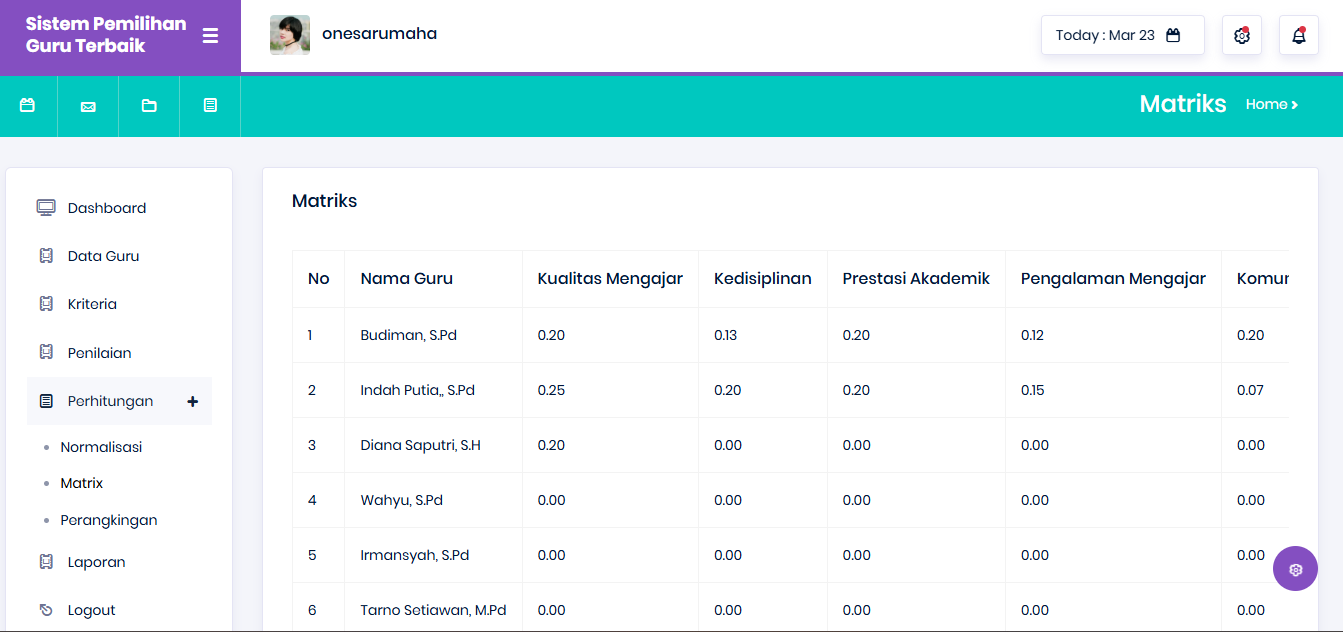 Sistem Pemilihan
Guru Terbaik
onesarumaha
Today : Mar 23
Matriks
Home
Dashboard
Data Guru
Kriteria
Penilaian
Perhitungan
Normalisasi
Matrix
Perangkingan
Laporan
Logout
Matriks
No Nama Guru Kualitas Mengajar Kedisiplinan Prestasi Akademik Pengalaman Mengajar
1 Budiman, S.Pd 0.20 0.13 0.20 0.12 0.20
2 Indah Putia,, S.Pd 0.25 0.20 0.20 0.15 0.07
3 Diana Saputri, S.H 0.20 0.00 0.00 0.00 0.00
4 Wahyu, S.Pd 0.00 0.00 0.00 0.00 0.00
5 Irmansyah, S.Pd 0.00 0.00 0.00 0.00 0.00
6 Tarno Setiawan, M.Pd 0.00 0.00 0.00 0.00 0.00